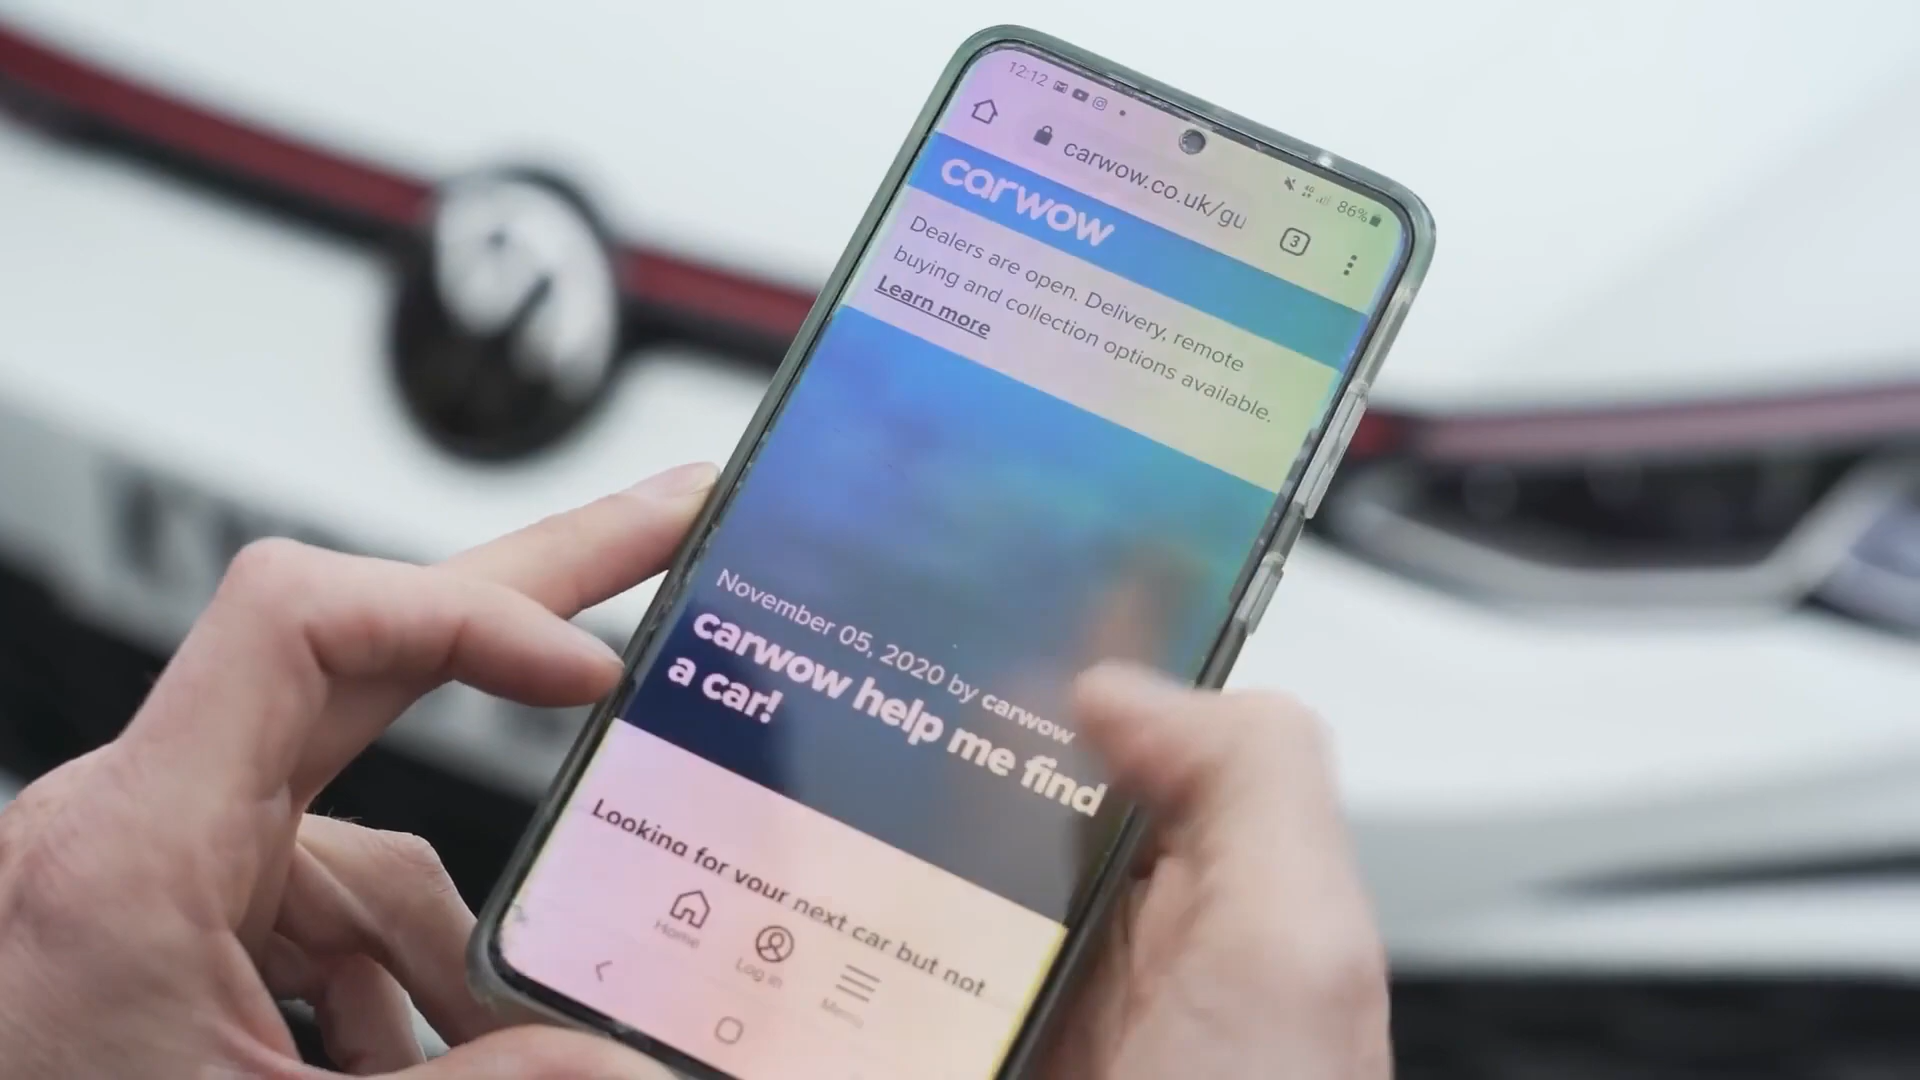 12:12
86%
carwow.co.uk/gu
3
carwow
Dealers are open. Delivery, remote
buying and collection options available.
Learn more
November 05, 2020 by carwow
carwow help me find
a car!
Looking for your next car but not
Home
Log in
Menu